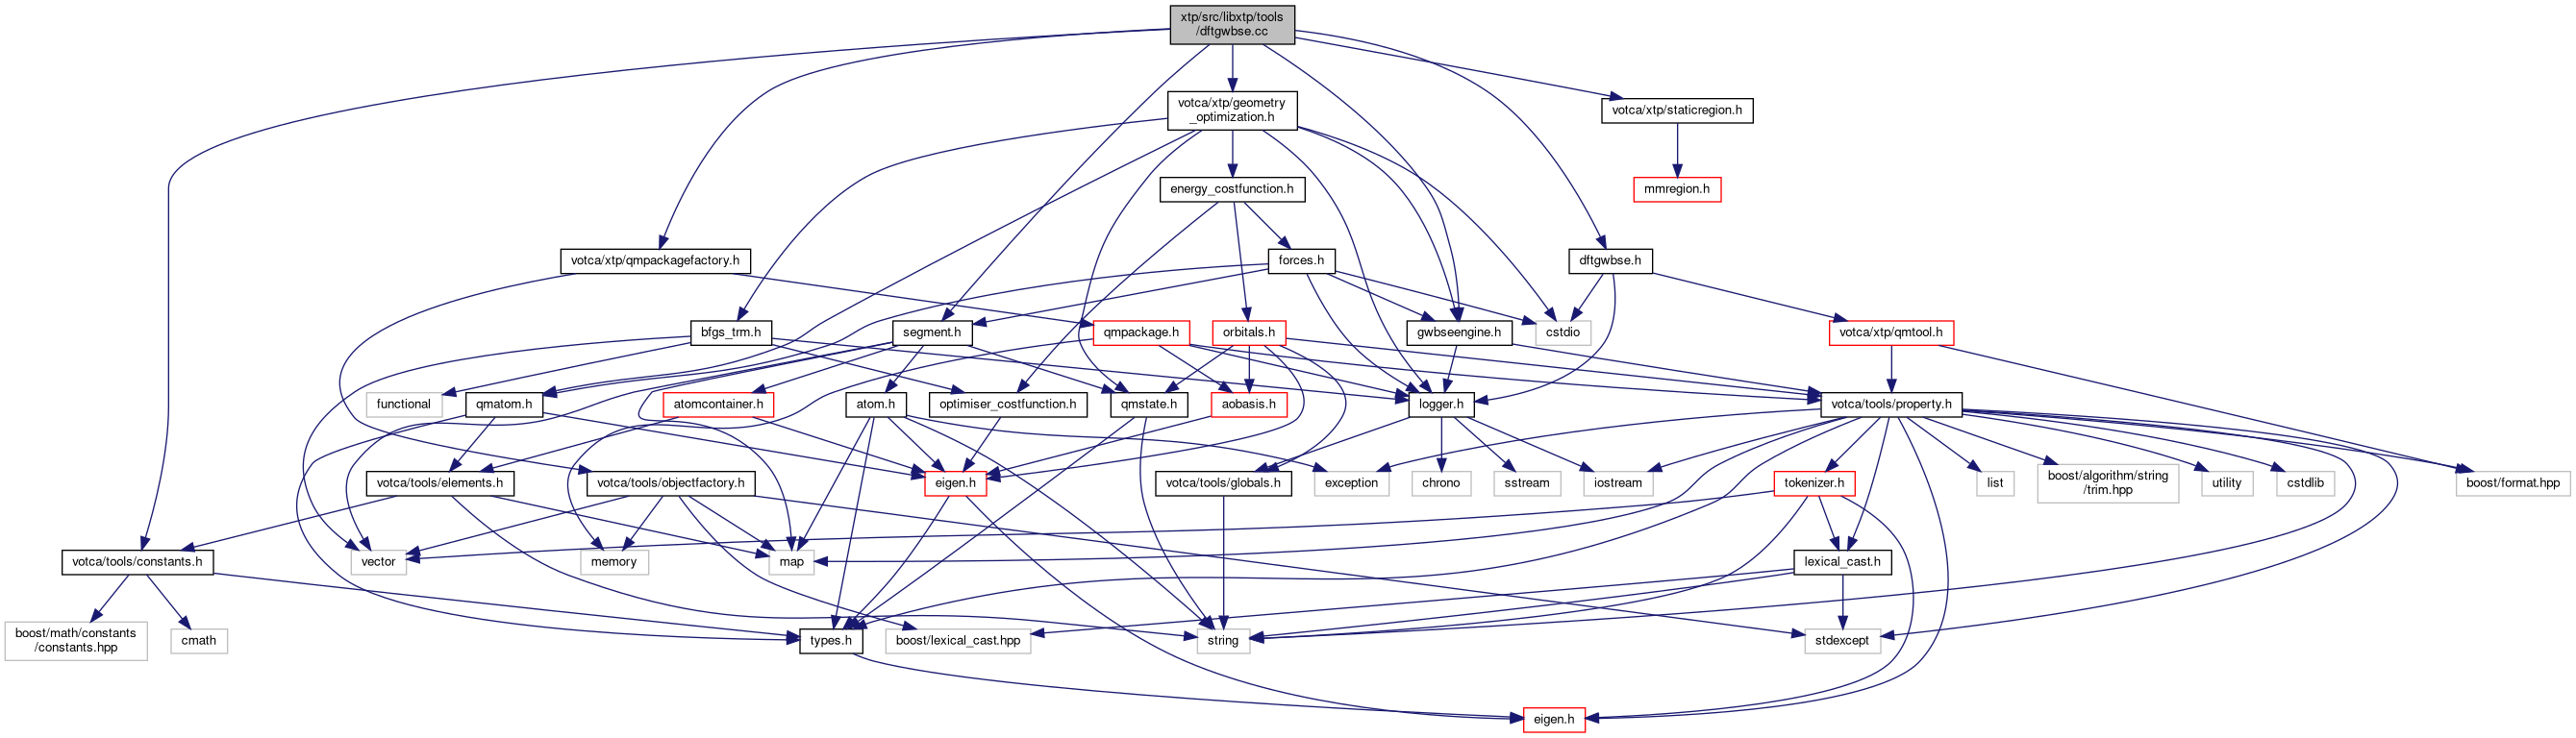 xtp/src/libxtp/tools
/dftgwbse.cc
votca/xtp/geometry
_optimization.h
votca/xtp/staticregion.h
energy_costfunction.h
mmregion.h
votca/xtp/qmpackagefactory.h
forces.h
dftgwbse.h
bfgs_trm.h
segment.h
qmpackage.h
orbitals.h
gwbseengine.h
cstdio
votca/xtp/qmtool.h
functional
qmatom.h
atomcontainer.h
atom.h
optimiser_costfunction.h
qmstate.h
aobasis.h
logger.h
votca/tools/property.h
votca/tools/elements.h
votca/tools/objectfactory.h
eigen.h
votca/tools/globals.h
exception
chrono
sstream
iostream
tokenizer.h
list
boost/algorithm/string
/trim.hpp
utility
cstdlib
boost/format.hpp
votca/tools/constants.h
vector
memory
map
lexical_cast.h
boost/math/constants
/constants.hpp
cmath
types.h
boost/lexical_cast.hpp
string
stdexcept
eigen.h